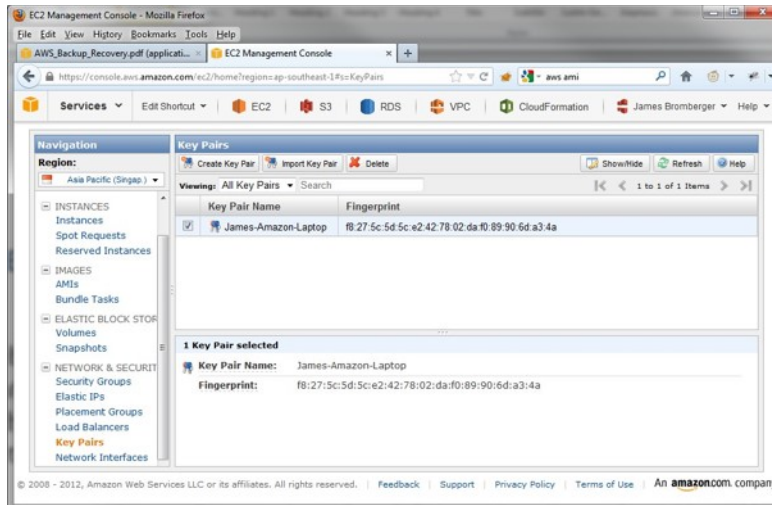 EC2 Management Console - Mozilla Firefox
File Edit View History Bookmarks Tools Help
AWS_Backup_Recovery.pdf (applicati... × EC2 Management Console × +
https://console.aws.amazon.com/ec2/home?region=ap-southeast-1#s=KeyPairs aws ami
Services Edit Shortcut EC2 S3 RDS VPC CloudFormation James Bromberger Help
Navigation Key Pairs
Region: Create Key Pair Import Key Pair Delete Show/Hide Refresh Help
Asia Pacific (Singap.) Viewing: All Key Pairs Search 1 to 1 of 1 Items
Key Pair Name Fingerprint
INSTANCES
Instances James-Amazon-Laptop f8:27:5c:5d:5c:e2:42:78:02:da:f0:89:90:6d:a3:4a
Spot Requests
Reserved Instances
IMAGES
AMIs
Bundle Tasks
ELASTIC BLOCK STOR
Volumes
Snapshots 1 Key Pair selected
NETWORK & SECURIT Key Pair Name: James-Amazon-Laptop
Security Groups Fingerprint: f8:27:5c:5d:5c:e2:42:78:02:da:f0:89:90:6d:a3:4a
Elastic IPs
Placement Groups
Load Balancers
Key Pairs
Network Interfaces
© 2008 - 2012, Amazon Web Services LLC or its affiliates. All rights reserved. Feedback Support Privacy Policy Terms of Use An amazon.com. compan